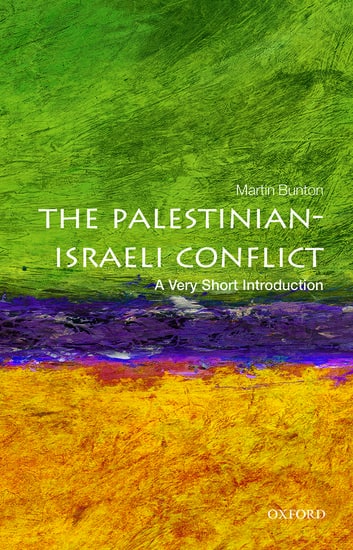 Martin Bunton
THE PALESTINIAN-
ISRAELI CONFLICT
A Very Short Introduction
OXFORD